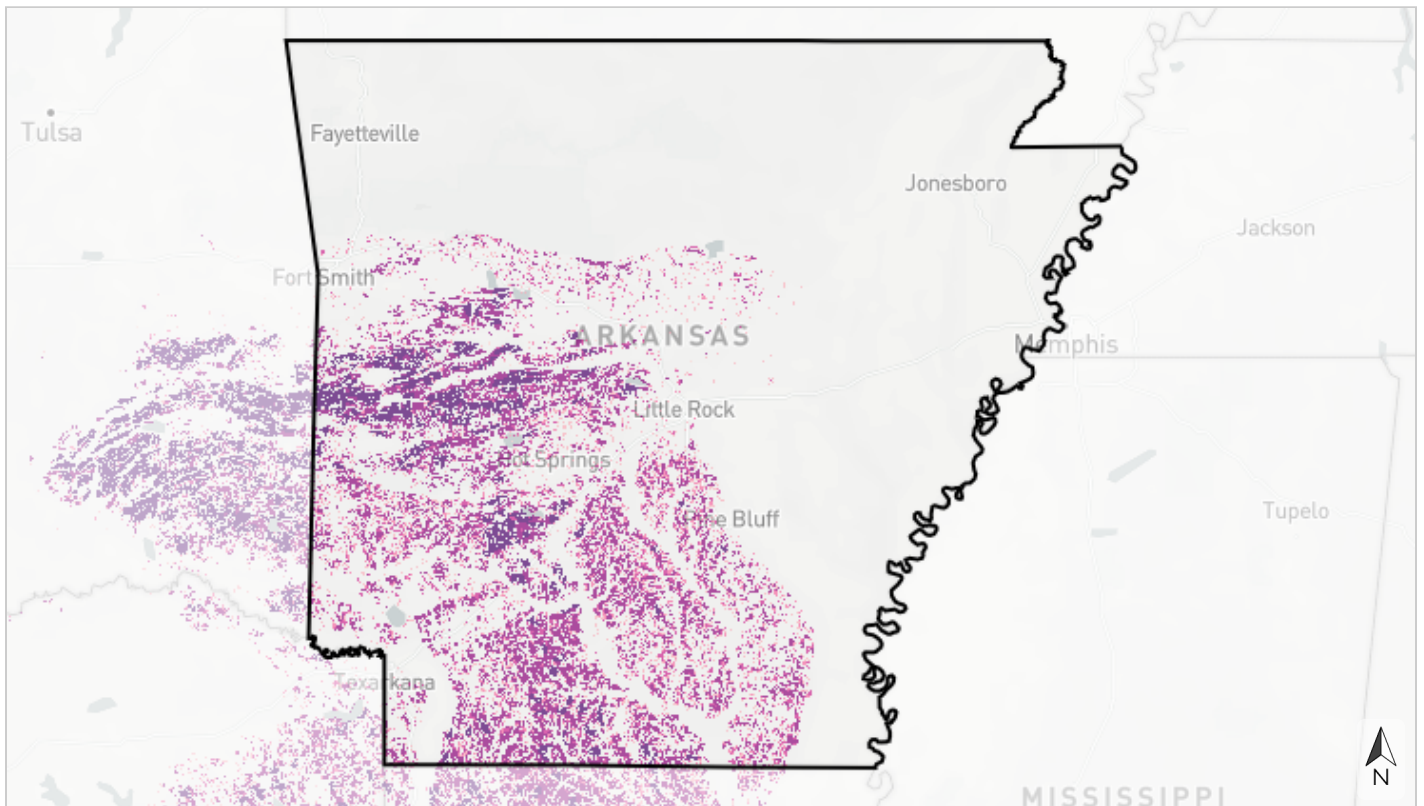 Tulsa
Fayetteville
Jonesboro
Jackson
Fort Smith
ARKANSAS
Memphis
Little Rock
Hot Springs
Pine Bluff
Tupelo
Texarkana
MISSISSIPPI
N